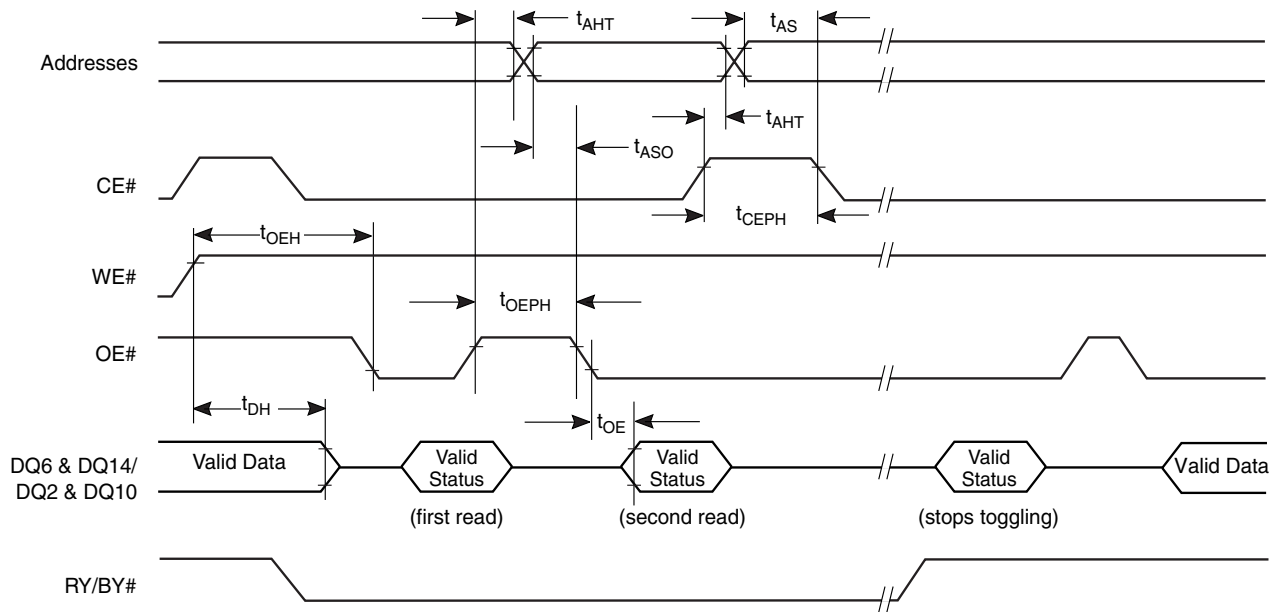 tAHT
tAS
Addresses
tAHT
tASO
CE#
tCEPH
tOEH
WE#
tOEPH
OE#
tDH
tOE
DQ6 & DQ14/
DQ2 & DQ10
Valid Data
Valid
Status
Valid
Status
Valid
Status
Valid Data
(first read)
(second read)
(stops toggling)
RY/BY#